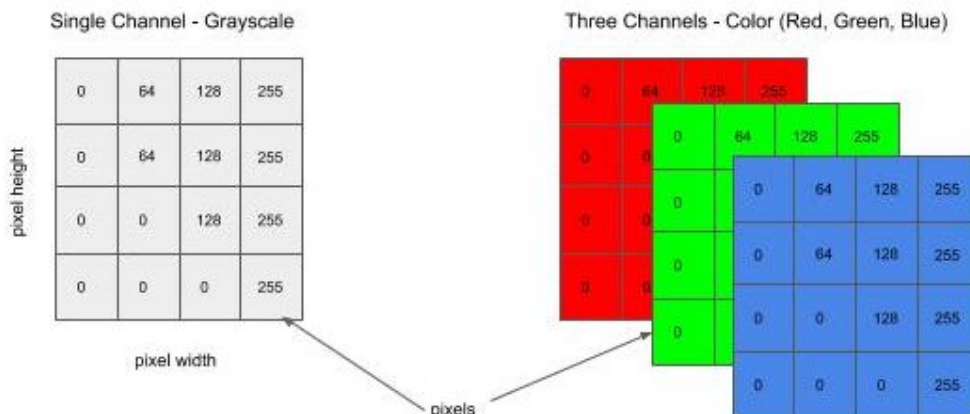 Single Channel - Grayscale
0 64 128 255
0 64 128 255
0 0 128 255
0 0 0 255
pixel height
pixel width
Three Channels - Color (Red, Green, Blue)
0 64 128 255
0 0
0 0
0 0
0 64 128 255
0
0
0
0 64 128 255
0 64 128 255
0 0 128 255
0 0 0 255
pixels